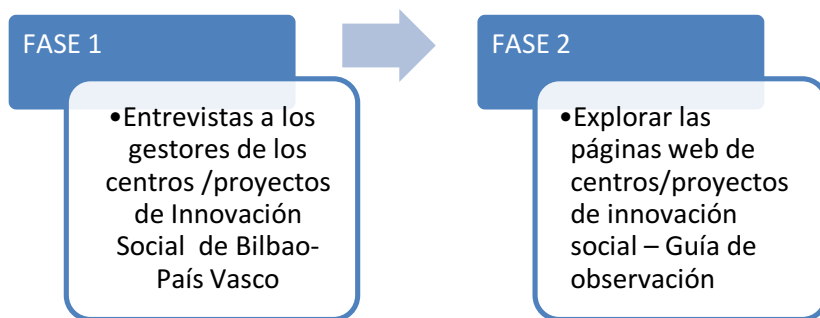 FASE 1
•Entrevistas a los
gestores de los
centros /proyectos
de Innovación
Social de Bilbao-
País Vasco
FASE 2
•Explorar las
páginas web de
centros/proyectos
de innovación
social – Guía de
observación